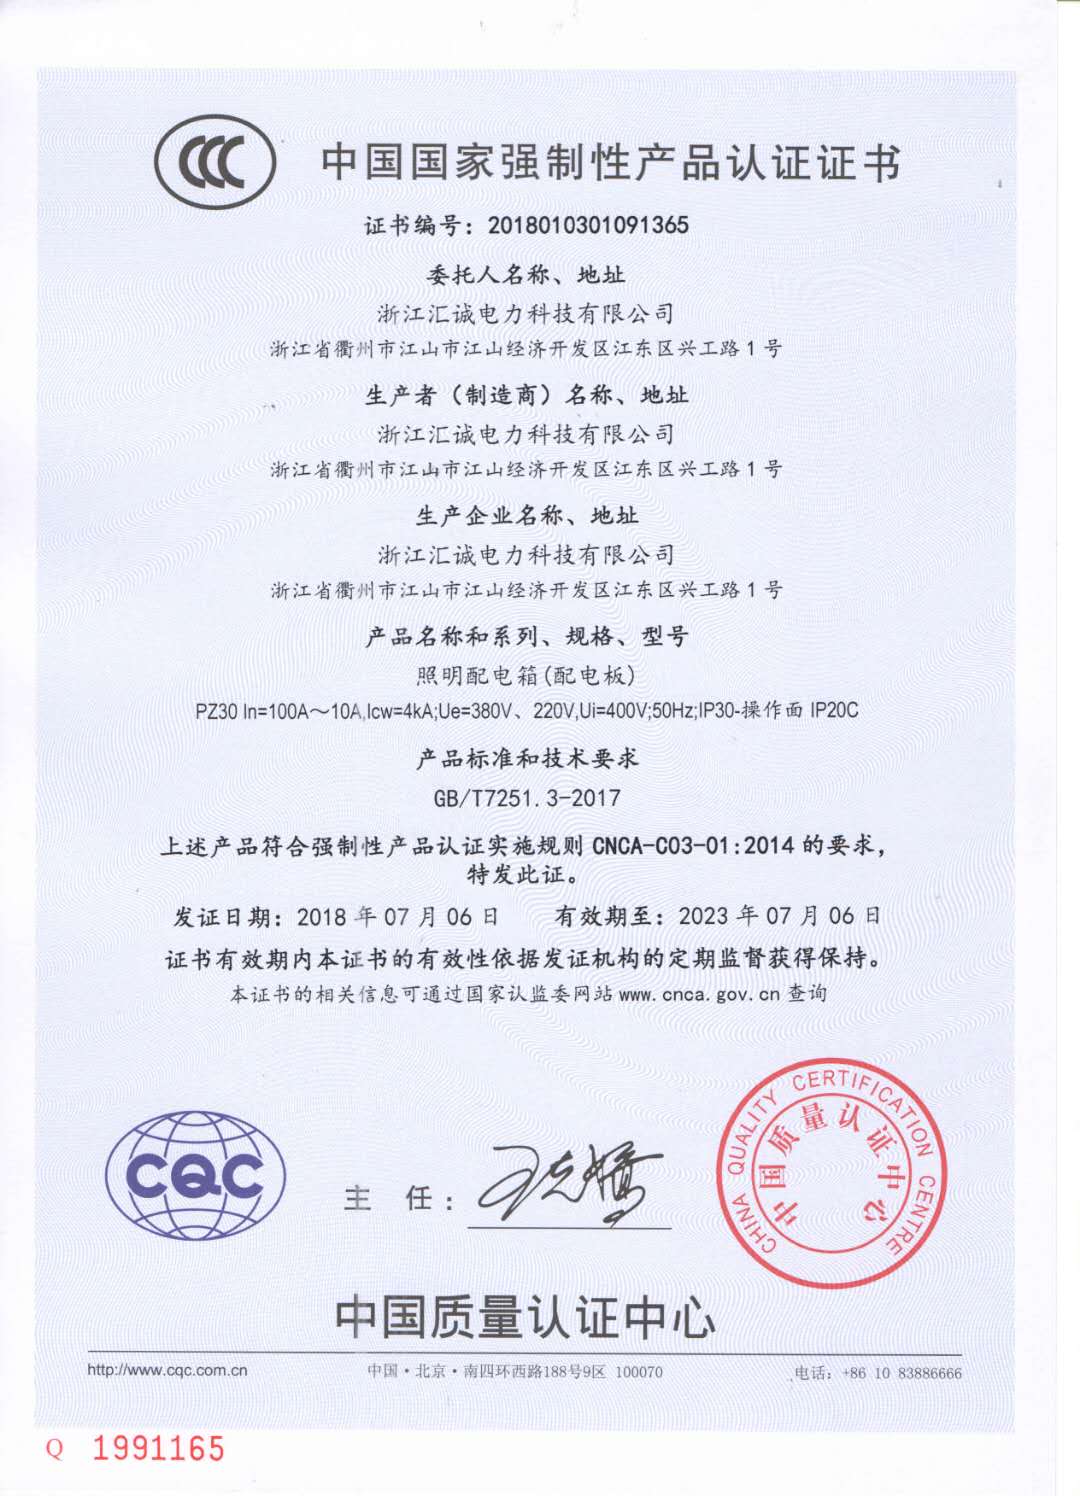 中国国家强制性产品认证证书
证书编号：2018010301091365
委托人名称、地址
浙江汇诚电力科技有限公司
浙江省衢州市江山市江山经济开发区江东区兴工路1号
生产者（制造商）名称、地址
浙江汇诚电力科技有限公司
浙江省衢州市江山市江山经济开发区江东区兴工路1号
生产企业名称、地址
浙江汇诚电力科技有限公司
浙江省衢州市江山市江山经济开发区江东区兴工路1号
产品名称和系列、规格、型号
照明配电箱(配电板)
PZ30 In=100A～10A,Icw=4kA;Ue=380V、220V,Ui=400V;50Hz;IP30-操作面 IP20C
产品标准和技术要求
GB/T7251.3-2017
上述产品符合强制性产品认证实施规则 CNCA-C03-01:2014 的要求，
特发此证。
发证日期：2018 年 07 月 06 日 有效期至：2023 年 07 月 06 日
证书有效期内本证书的有效性依据发证机构的定期监督获得保持。
本证书的相关信息可通过国家认监委网站 www.cnca.gov.cn 查询
CHINA QUALITY CERTIFICATION CENTRE
中国质量认证中心
CQC
主 任：
中国质量认证中心
http://www.cqc.com.cn 中国·北京·南四环西路188号9区 100070 电话：+86 10 83886666
Q 1991165